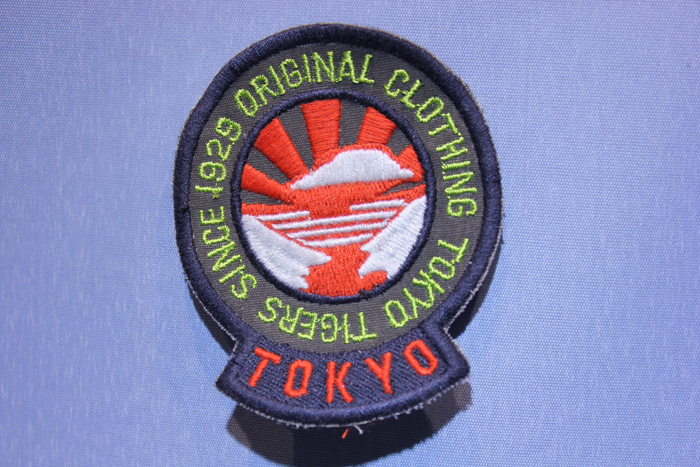 SINCE 1929 ORIGINAL CLOTHING TOKYO TIGERS
TOKYO